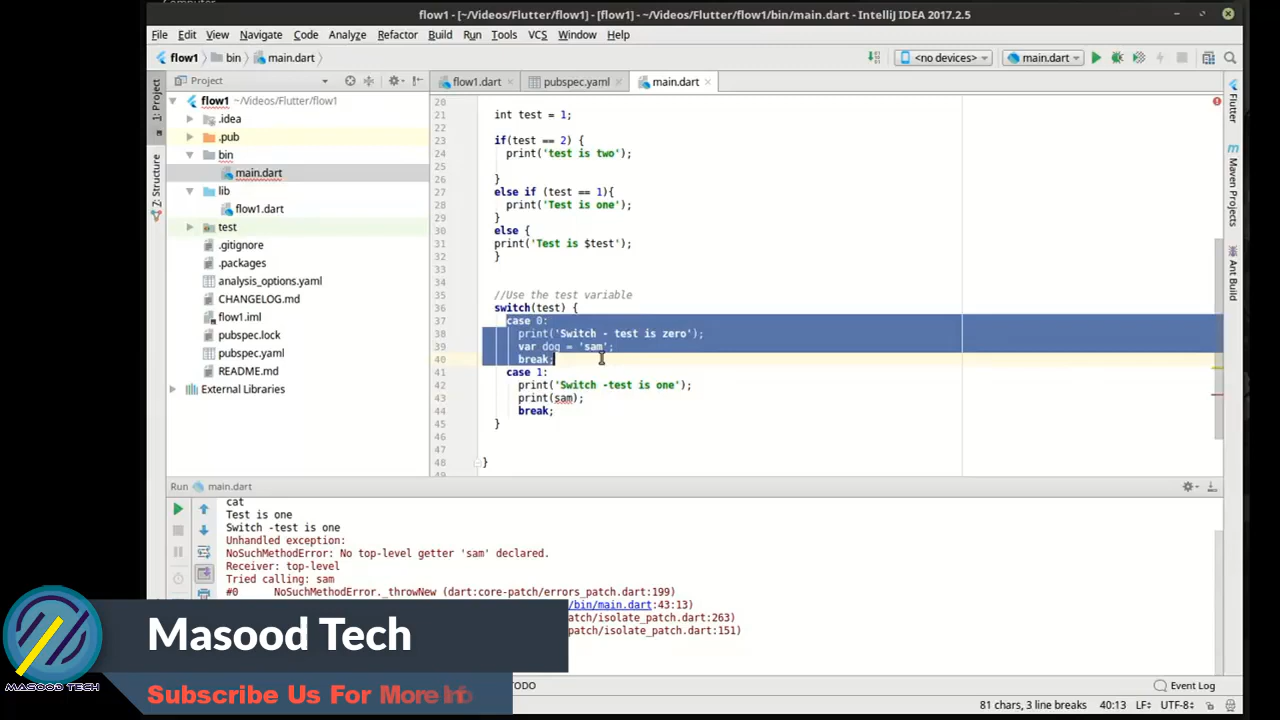 flow1 - [~/Videos/Flutter/flow1] - [flow1] - ~/Videos/Flutter/flow1/bin/main.dart - IntelliJ IDEA 2017.2.5
File Edit View Navigate Code Analyze Refactor Build Run Tools VCS Window Help
flow1 bin main.dart <no devices> main.dart
Project flow1.dart pubspec.yaml main.dart
1: Project
Z: Structure
flow1 ~/Videos/Flutter/flow1
.idea
.pub
bin
main.dart
lib
flow1.dart
test
.gitignore
.packages
analysis_options.yaml
CHANGELOG.md
flow1.iml
pubspec.lock
pubspec.yaml
README.md
External Libraries
20
21 int test = 1;
22
23 if(test == 2) {
24 print('test is two');
25
26 }
27 else if (test == 1){
28 print('Test is one');
29 }
30 else {
31 print('Test is $test');
32 }
33
34
35 //Use the test variable
36 switch(test) {
37 case 0:
38 print('Switch - test is zero');
39 var dog = 'sam';
40 break;
41 case 1:
42 print('Switch -test is one');
43 print(sam);
44 break;
45 }
46
47
48 }
Flutter
Maven Projects
Ant Build
Run main.dart
cat
Test is one
Switch -test is one
Unhandled exception:
NoSuchMethodError: No top-level getter 'sam' declared.
Receiver: top-level
Tried calling: sam
#0 NoSuchMethodError._throwNew (dart:core-patch/errors_patch.dart:199)
/bin/main.dart:43:13)
patch/isolate_patch.dart:263)
patch/isolate_patch.dart:151)
Masood Tech
MASOOD TECH
Subscribe Us For More Info
TODO Event Log
81 chars, 3 line breaks 40:13 LF÷ UTF-8÷